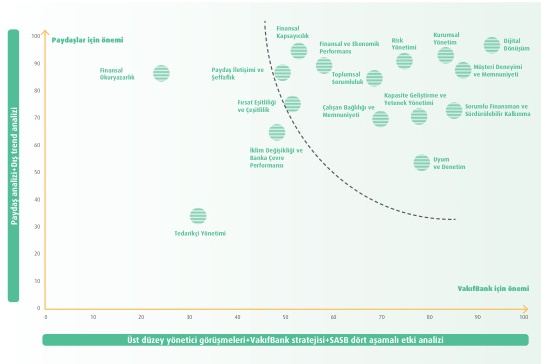 Paydaşlar için önemi
Paydaş analizi+Dış trend analizi
100
90
80
70
60
50
40
30
20
10
0
Finansal
Kapsayıcılık
Finansal ve Ekonomik
Performans
Risk
Yönetimi
Kurumsal
Yönetim
Dijital
Dönüşüm
Finansal
Okuryazarlık
Paydaş İletişimi ve
Şeffaflık
Toplumsal
Sorumluluk
Müşteri Deneyimi
ve Memnuniyeti
Fırsat Eşitliliği
ve Çeşitlilik
Çalışan Bağlılığı ve
Memnuniyeti
Kapasite Geliştirme ve
Yetenek Yönetimi
Sorumlu Finansman ve
Sürdürülebilir Kalkınma
İklim Değişikliği ve
Banka Çevre
Performansı
Uyum
ve Denetim
Tedarikçi Yönetimi
VakıfBank için önemi
0 10 20 30 40 50 60 70 80 90 100
Üst düzey yönetici görüşmeleri+VakıfBank stratejisi+SASB dört aşamalı etki analizi